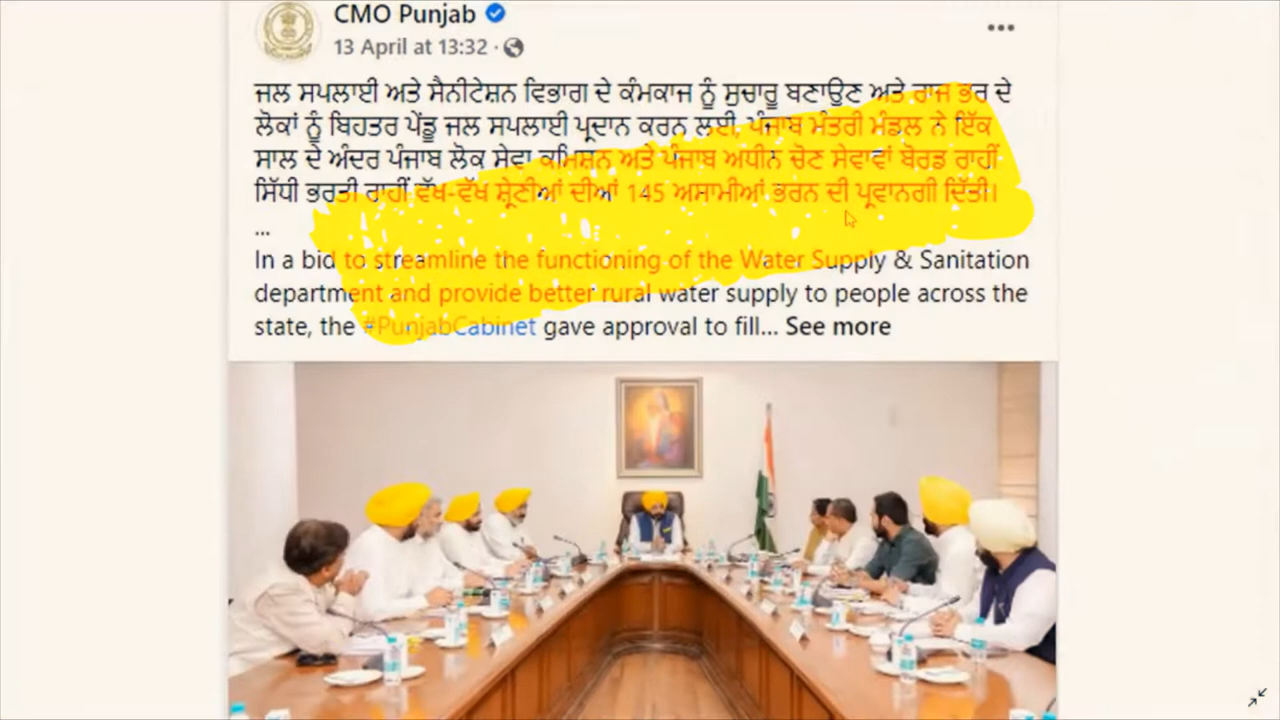 CMO Punjab
13 April at 13:32 ·
ਜਲ ਸਪਲਾਈ ਅਤੇ ਸੈਨੀਟੇਸ਼ਨ ਵਿਭਾਗ ਦੇ ਕੰਮਕਾਜ ਨੂੰ ਸੁਚਾਰੂ ਬਣਾਉਣ ਅਤੇ ਰਾਜ ਭਰ ਦੇ
ਲੋਕਾਂ ਨੂੰ ਬਿਹਤਰ ਪੇਂਡੂ ਜਲ ਸਪਲਾਈ ਪ੍ਰਦਾਨ ਕਰਨ ਲਈ, ਪੰਜਾਬ ਮੰਤਰੀ ਮੰਡਲ ਨੇ ਇੱਕ
ਸਾਲ ਦੇ ਅੰਦਰ ਪੰਜਾਬ ਲੋਕ ਸੇਵਾ ਕਮਿਸ਼ਨ ਅਤੇ ਪੰਜਾਬ ਅਧੀਨ ਚੋਣ ਸੇਵਾਵਾਂ ਬੋਰਡ ਰਾਹੀਂ
ਸਿੱਧੀ ਭਰਤੀ ਰਾਹੀਂ ਵੱਖ-ਵੱਖ ਸ਼੍ਰੇਣੀਆਂ ਦੀਆਂ 145 ਅਸਾਮੀਆਂ ਭਰਨ ਦੀ ਪ੍ਰਵਾਨਗੀ ਦਿੱਤੀ।
...
In a bid to streamline the functioning of the Water Supply & Sanitation
department and provide better rural water supply to people across the
state, the #PunjabCabinet gave approval to fill... See more